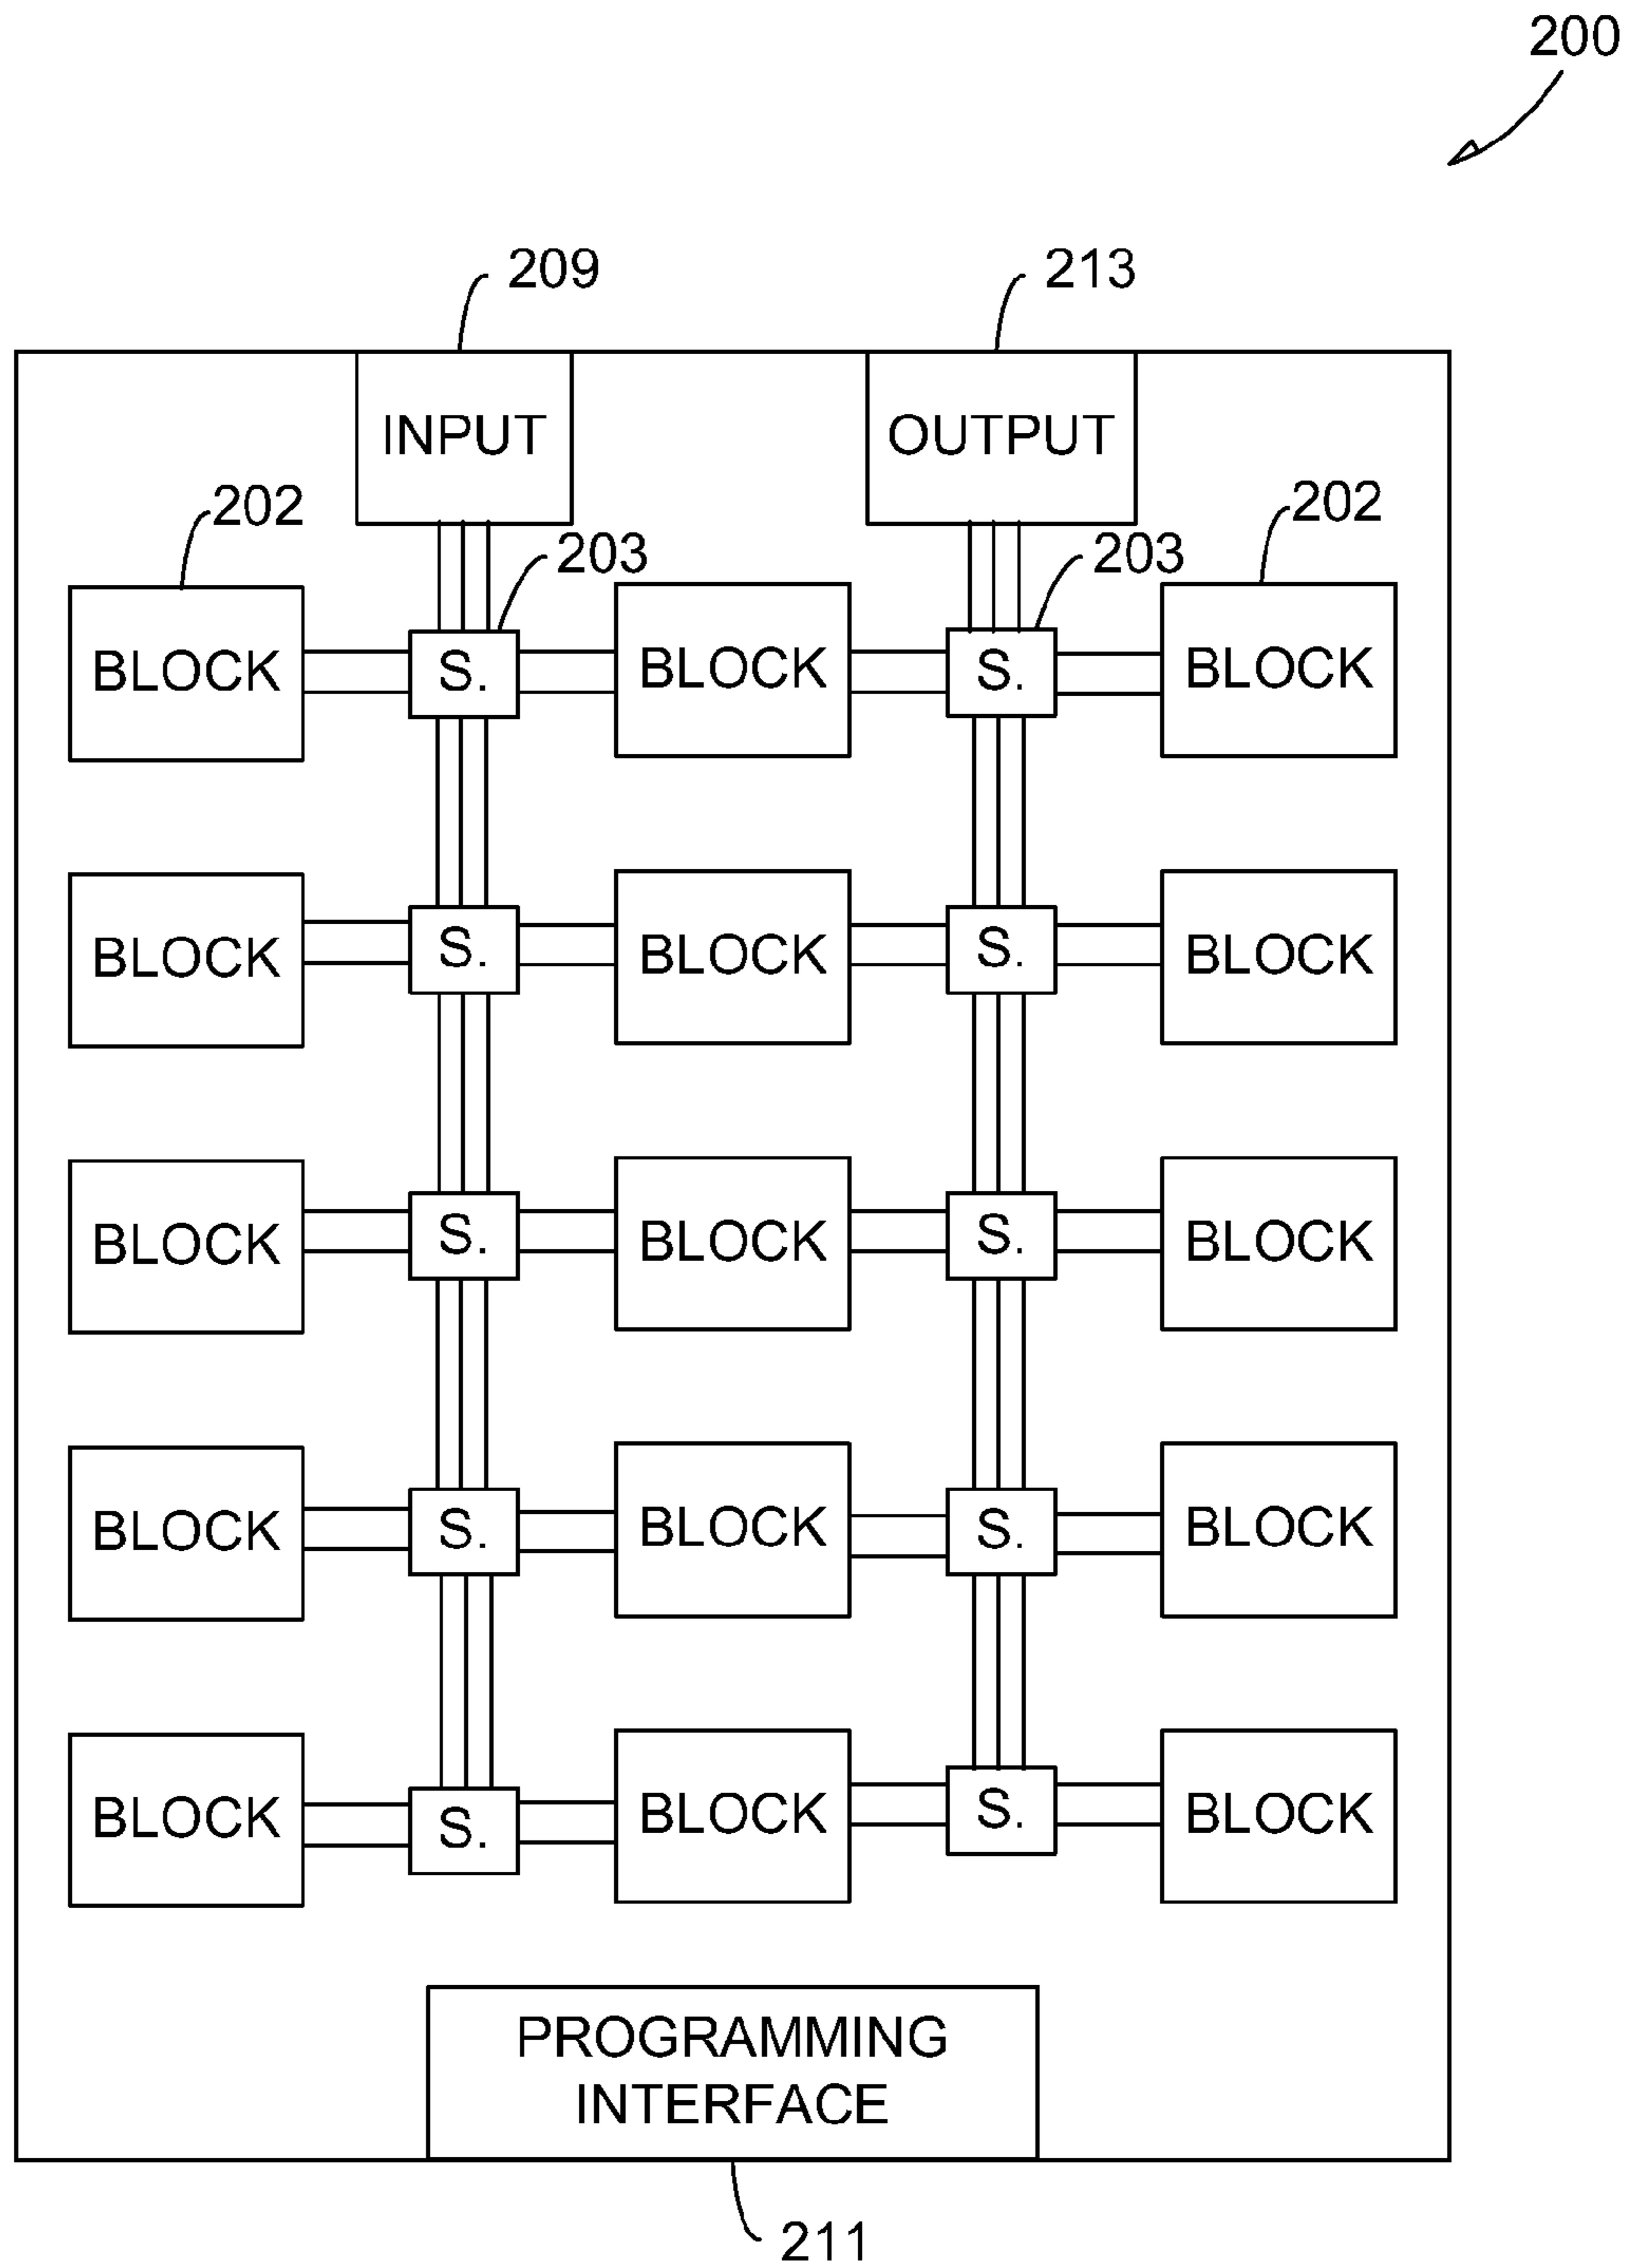 200
209
213
INPUT
OUTPUT
202
202
203
203
BLOCK
S.
BLOCK
S.
BLOCK
BLOCK
S.
BLOCK
S.
BLOCK
BLOCK
S.
BLOCK
S.
BLOCK
BLOCK
S.
BLOCK
S.
BLOCK
BLOCK
S.
BLOCK
S.
BLOCK
PROGRAMMING
INTERFACE
211